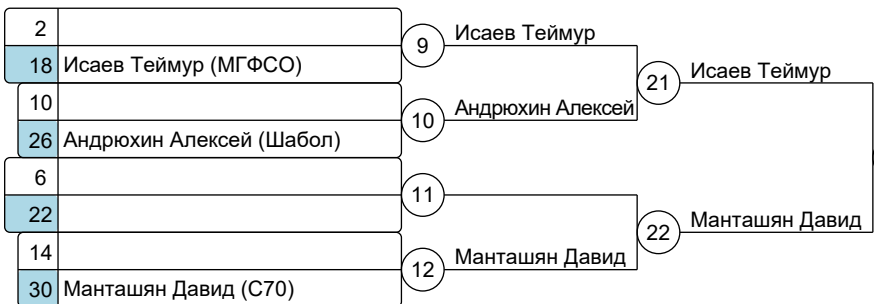 2
9 Исаев Теймур
18 Исаев Теймур (МГФСО)
21 Исаев Теймур
10
10 Андрюхин Алексей
26 Андрюхин Алексей (Шабол)
6
11
22
22 Манташян Давид
14
12 Манташян Давид
30 Манташян Давид (С70)